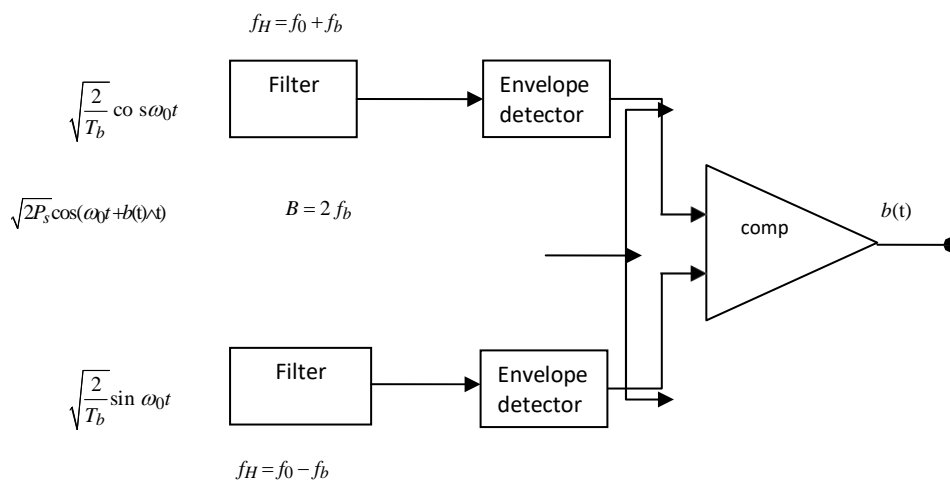 f_H = f_0 + f_b
Filter
Envelope
detector
√(2/T_b) co sω_0t
√2P_s cos(ω_0t+b(t)∧t)
B = 2 f_b
comp
b(t)
Filter
Envelope
detector
√(2/T_b) sin ω_0t
f_H = f_0 − f_b